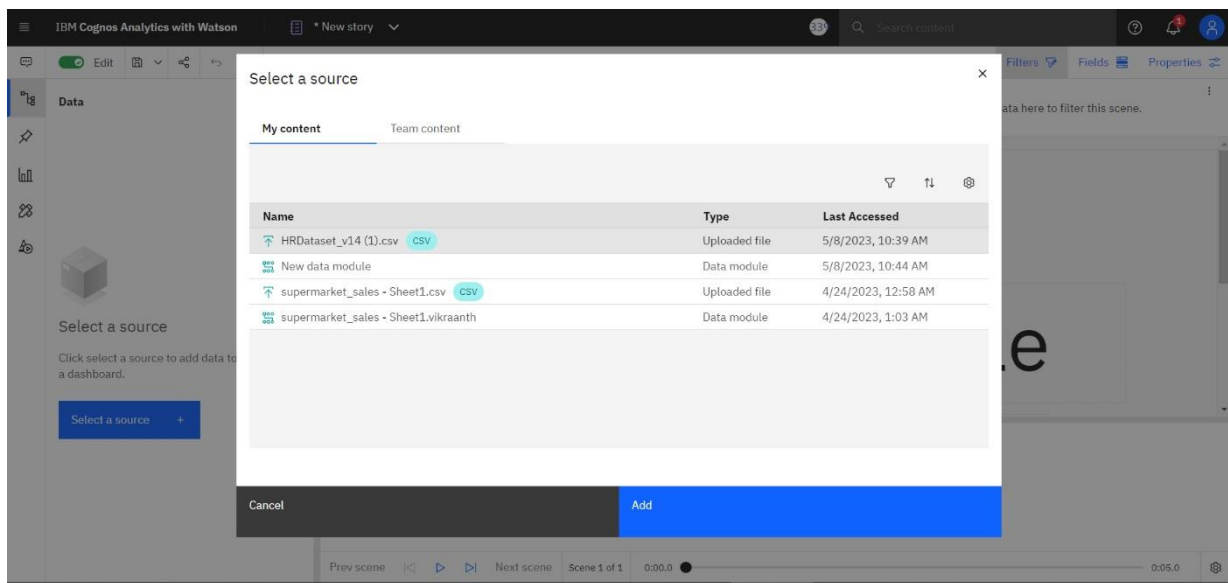 IBM Cognos Analytics with Watson
* New story
Search content
Edit
Filters
Fields
Properties
Data
Select a source
ata here to filter this scene.
My content
Team content
Name Type Last Accessed
HRDataset_v14 (1).csv CSV Uploaded file 5/8/2023, 10:39 AM
New data module Data module 5/8/2023, 10:44 AM
supermarket_sales - Sheet1.csv CSV Uploaded file 4/24/2023, 12:58 AM
supermarket_sales - Sheet1.vikraanth Data module 4/24/2023, 1:03 AM
Select a source
Click select a source to add data to
a dashboard.
Select a source +
Cancel
Add
Prev scene
Next scene
Scene 1 of 1
0:00.0
0:05.0